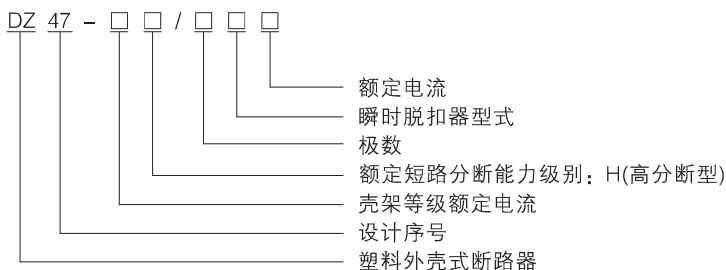 DZ 47 - □ □ / □ □ □
额定电流
瞬时脱扣器型式
极数
额定短路分断能力级别：H(高分断型)
壳架等级额定电流
设计序号
塑料外壳式断路器